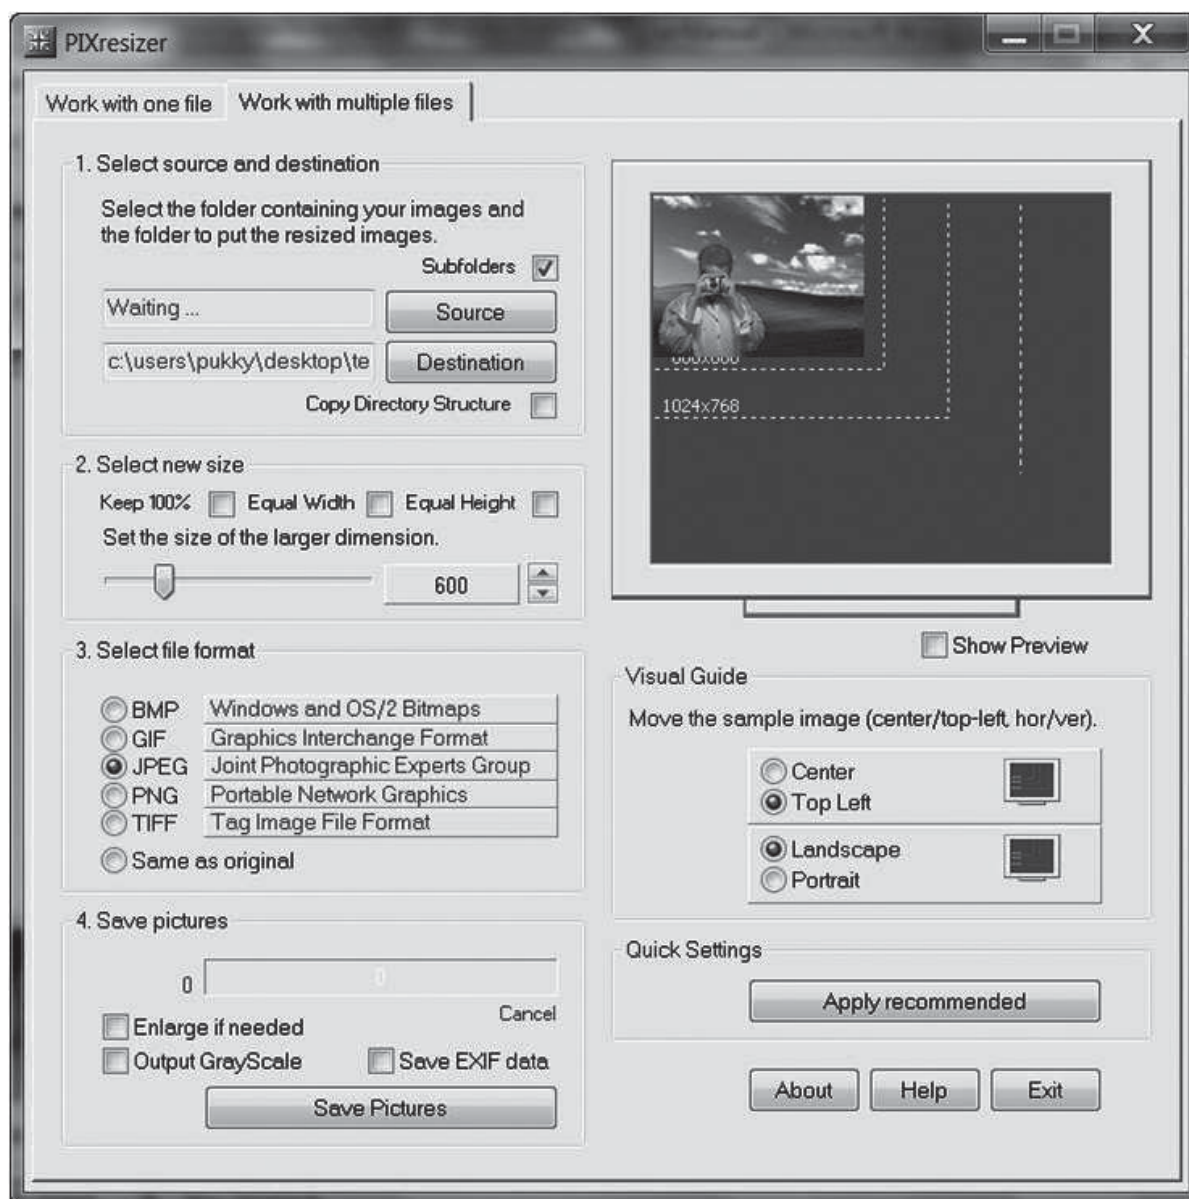 PIXresizer
Work with one file
Work with multiple files
1. Select source and destination
Select the folder containing your images and
the folder to put the resized images.
Subfolders
Waiting ...
Source
c:\users\pukky\desktop\te
Destination
Copy Directory Structure
2. Select new size
Keep 100%
Equal Width
Equal Height
Set the size of the larger dimension.
600
3. Select file format
BMP
Windows and OS/2 Bitmaps
GIF
Graphics Interchange Format
JPEG
Joint Photographic Experts Group
PNG
Portable Network Graphics
TIFF
Tag Image File Format
Same as original
4. Save pictures
0
0
Cancel
Enlarge if needed
Output GrayScale
Save EXIF data
Save Pictures
1024x768
Show Preview
Visual Guide
Move the sample image (center/top-left, hor/ver).
Center
Top Left
Landscape
Portrait
Quick Settings
Apply recommended
About
Help
Exit